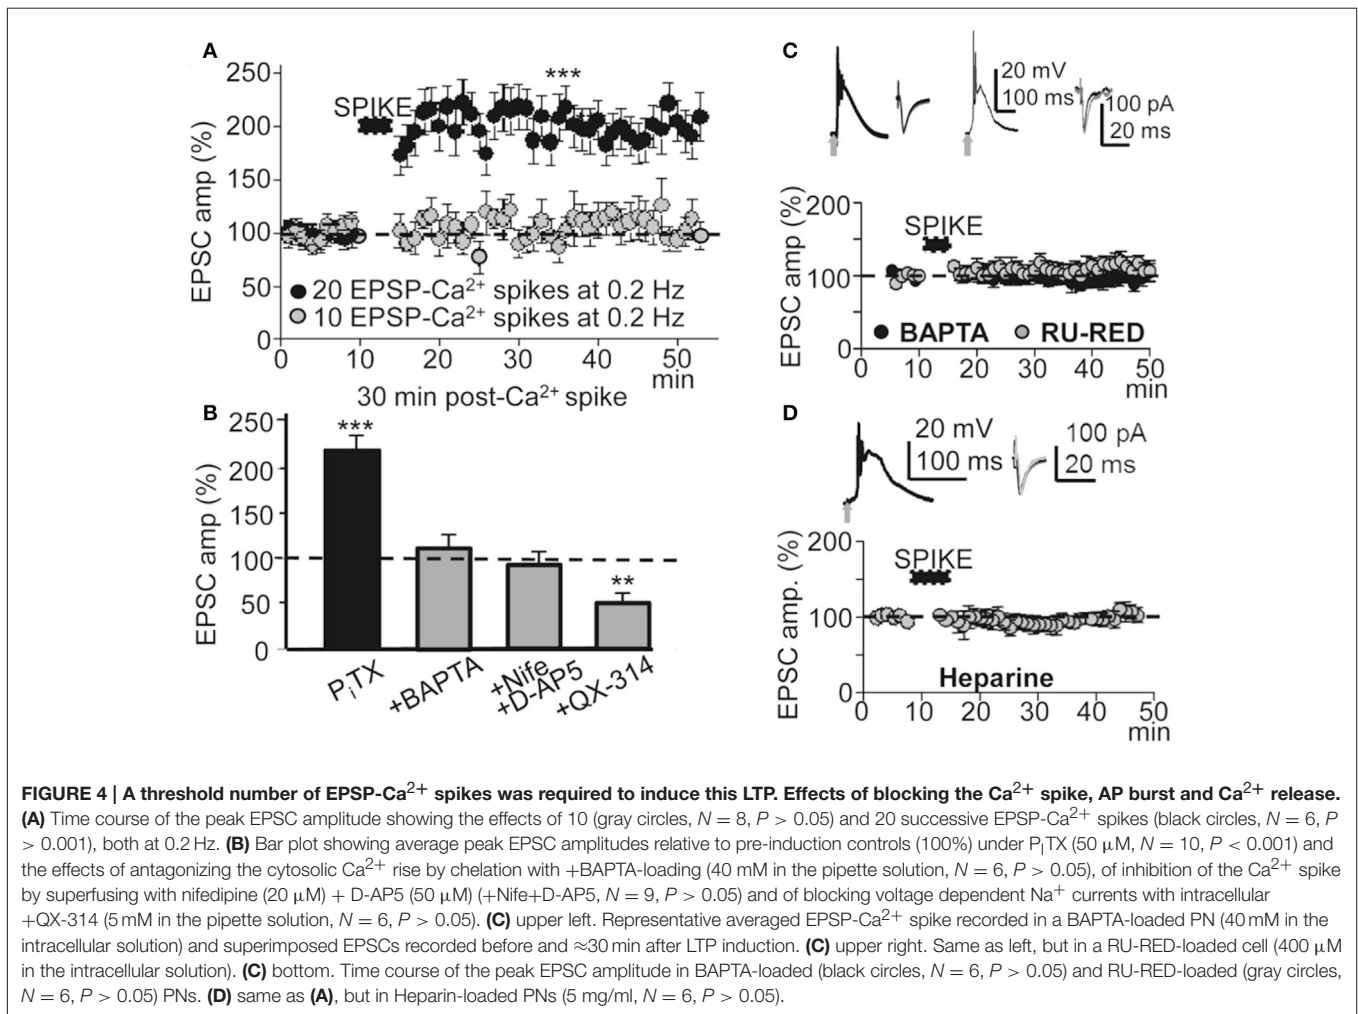 A
250
200
150
100
50
0
EPSC amp (%)
SPIKE
***
20 EPSP-Ca²⁺ spikes at 0.2 Hz
10 EPSP-Ca²⁺ spikes at 0.2 Hz
0 10 20 30 40 50
min
30 min post-Ca²⁺ spike
B
250
200
150
100
50
0
EPSC amp (%)
***
**
PᵢTX
+BAPTA
+Nife
+D-AP5
+QX-314
C
20 mV
100 ms
100 pA
20 ms
200
100
0
EPSC amp (%)
SPIKE
BAPTA RU-RED
0 10 20 30 40 50
min
D
20 mV
100 ms
100 pA
20 ms
200
100
0
EPSC amp. (%)
SPIKE
Heparine
0 10 20 30 40 50
min
FIGURE 4 | A threshold number of EPSP-Ca²⁺ spikes was required to induce this LTP. Effects of blocking the Ca²⁺ spike, AP burst and Ca²⁺ release.
(A) Time course of the peak EPSC amplitude showing the effects of 10 (gray circles, N = 8, P > 0.05) and 20 successive EPSP-Ca²⁺ spikes (black circles, N = 6, P
> 0.001), both at 0.2 Hz. (B) Bar plot showing average peak EPSC amplitudes relative to pre-induction controls (100%) under PᵢTX (50 μM, N = 10, P < 0.001) and
the effects of antagonizing the cytosolic Ca²⁺ rise by chelation with +BAPTA-loading (40 mM in the pipette solution, N = 6, P > 0.05), of inhibition of the Ca²⁺ spike
by superfusing with nifedipine (20 μM) + D-AP5 (50 μM) (+Nife+D-AP5, N = 9, P > 0.05) and of blocking voltage dependent Na⁺ currents with intracellular
+QX-314 (5 mM in the pipette solution, N = 6, P > 0.05). (C) upper left. Representative averaged EPSP-Ca²⁺ spike recorded in a BAPTA-loaded PN (40 mM in the
intracellular solution) and superimposed EPSCs recorded before and ≈30 min after LTP induction. (C) upper right. Same as left, but in a RU-RED-loaded cell (400 μM
in the intracellular solution). (C) bottom. Time course of the peak EPSC amplitude in BAPTA-loaded (black circles, N = 6, P > 0.05) and RU-RED-loaded (gray circles,
N = 6, P > 0.05) PNs. (D) same as (A), but in Heparin-loaded PNs (5 mg/ml, N = 6, P > 0.05).